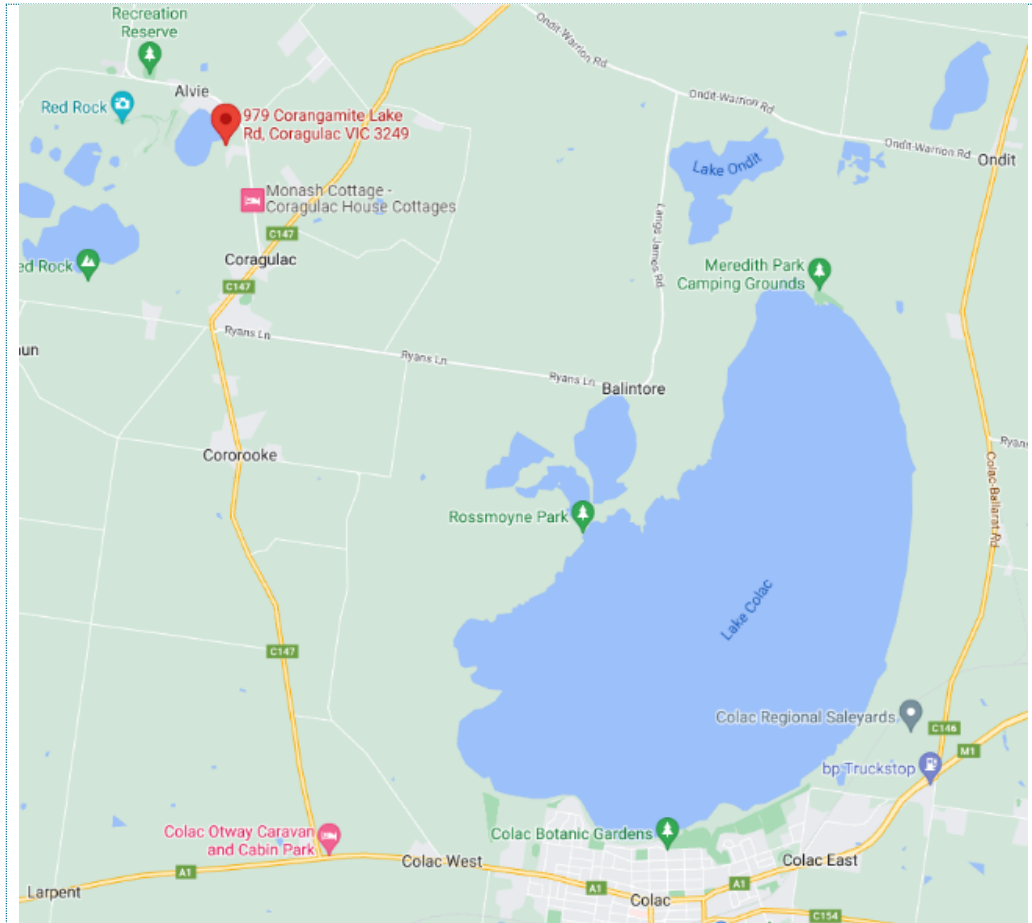 Recreation
Reserve
Ondit-Warrion Rd
Alvie
Red Rock
979 Corangamite Lake
Rd, Coragulac VIC 3249
Ondit-Warrion Rd
Ondit-Warrion Rd
Ondit
Lake Ondit
Monash Cottage -
Coragulac House Cottages
Langs James Rd
C147
Coragulac
ed Rock
Meredith Park
Camping Grounds
C147
Ryans Ln
un
Ryans Ln
Ryans Ln
Balintore
Ryans
Cororooke
Colac-Ballarat Rd
Rossmoyne Park
Lake Colac
C147
Colac Regional Saleyards
C146
M1
bp Truckstop
Colac Otway Caravan
and Cabin Park
Colac Botanic Gardens
Colac West
Colac East
A1
Larpent
A1
A1
Colac
C154